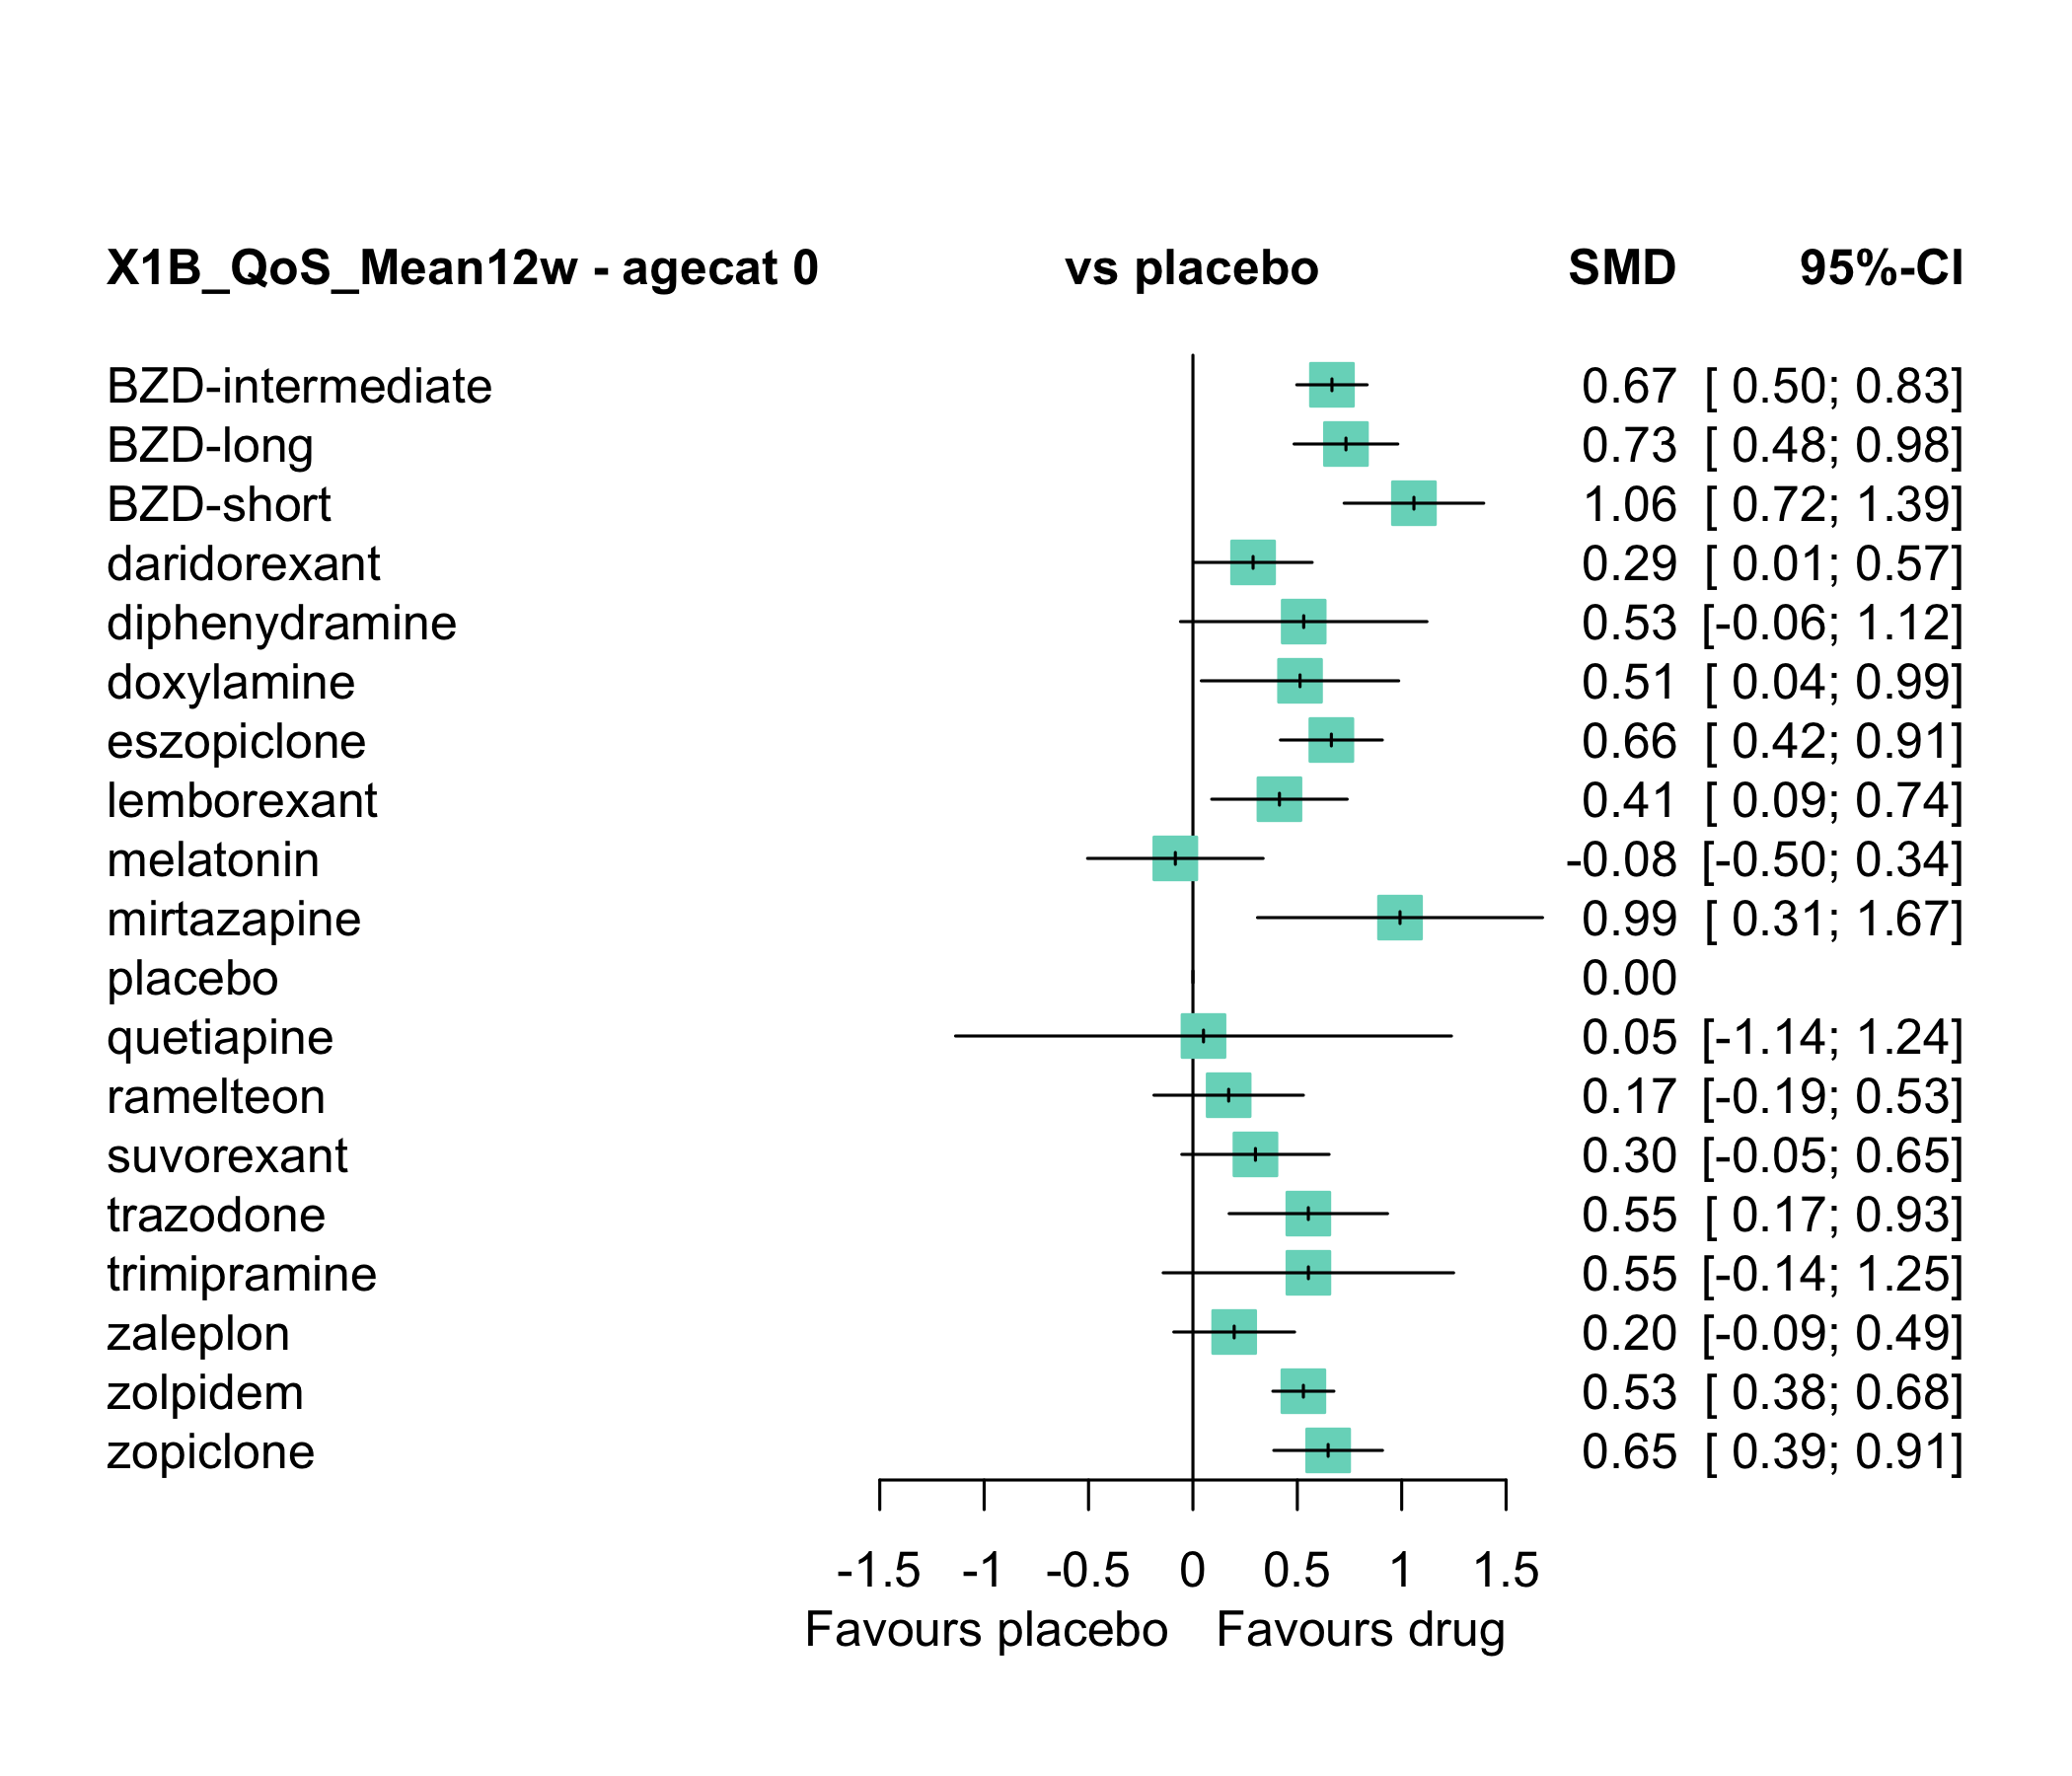 X1B_QoS_Mean12w - agecat 0 vs placebo SMD 95%-CI
BZD-intermediate 0.67 [ 0.50; 0.83]
BZD-long 0.73 [ 0.48; 0.98]
BZD-short 1.06 [ 0.72; 1.39]
daridorexant 0.29 [ 0.01; 0.57]
diphenydramine 0.53 [-0.06; 1.12]
doxylamine 0.51 [ 0.04; 0.99]
eszopiclone 0.66 [ 0.42; 0.91]
lemborexant 0.41 [ 0.09; 0.74]
melatonin -0.08 [-0.50; 0.34]
mirtazapine 0.99 [ 0.31; 1.67]
placebo 0.00
quetiapine 0.05 [-1.14; 1.24]
ramelteon 0.17 [-0.19; 0.53]
suvorexant 0.30 [-0.05; 0.65]
trazodone 0.55 [ 0.17; 0.93]
trimipramine 0.55 [-0.14; 1.25]
zaleplon 0.20 [-0.09; 0.49]
zolpidem 0.53 [ 0.38; 0.68]
zopiclone 0.65 [ 0.39; 0.91]
-1.5 -1 -0.5 0 0.5 1 1.5
Favours placebo Favours drug